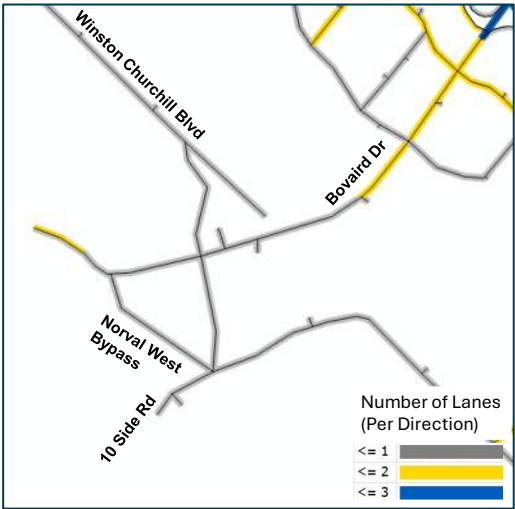 Winston Churchill Blvd
Bovaird Dr
Norval West
Bypass
10 Side Rd
Number of Lanes
(Per Direction)
<= 1
<= 2
<= 3